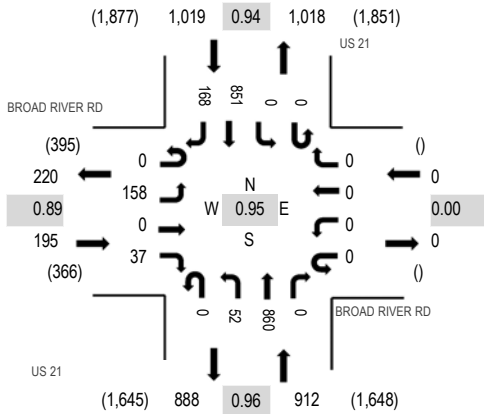 (1,877) 1,019 0.94 1,018 (1,851)
US 21
BROAD RIVER RD
168 851 0 0
(395) ()
0 0
220 0
158 0
N
0.89 W 0.95 E 0.00
0 0
S
195 0
37 0
(366) ()
0 52 860 0
BROAD RIVER RD
US 21
(1,645) 888 0.96 912 (1,648)